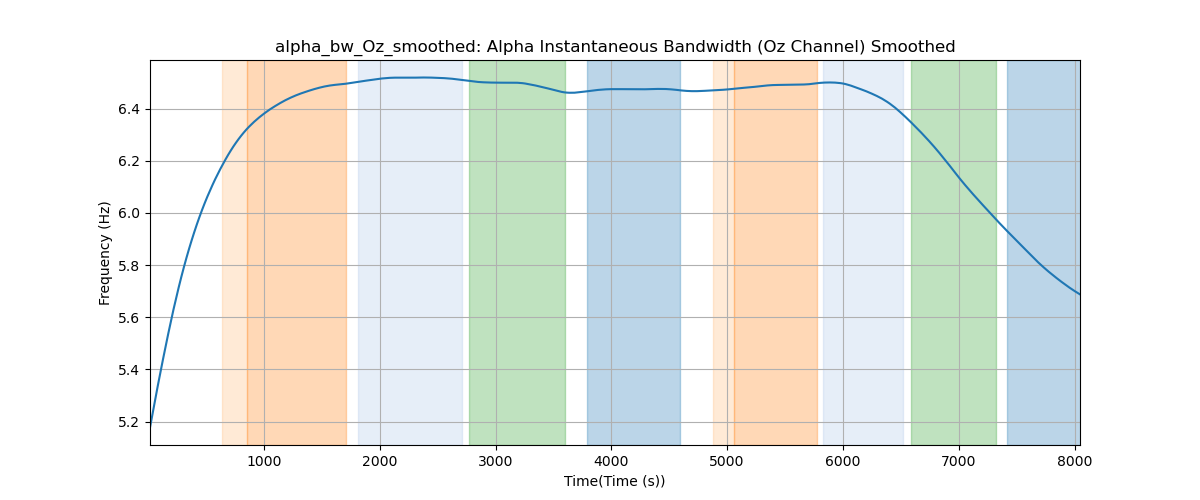 alpha_bw_Oz_smoothed: Alpha Instantaneous Bandwidth (Oz Channel) Smoothed
Frequency (Hz)
6.4
6.2
6.0
5.8
5.6
5.4
5.2
1000 2000 3000 4000 5000 6000 7000 8000
Time(Time (s))